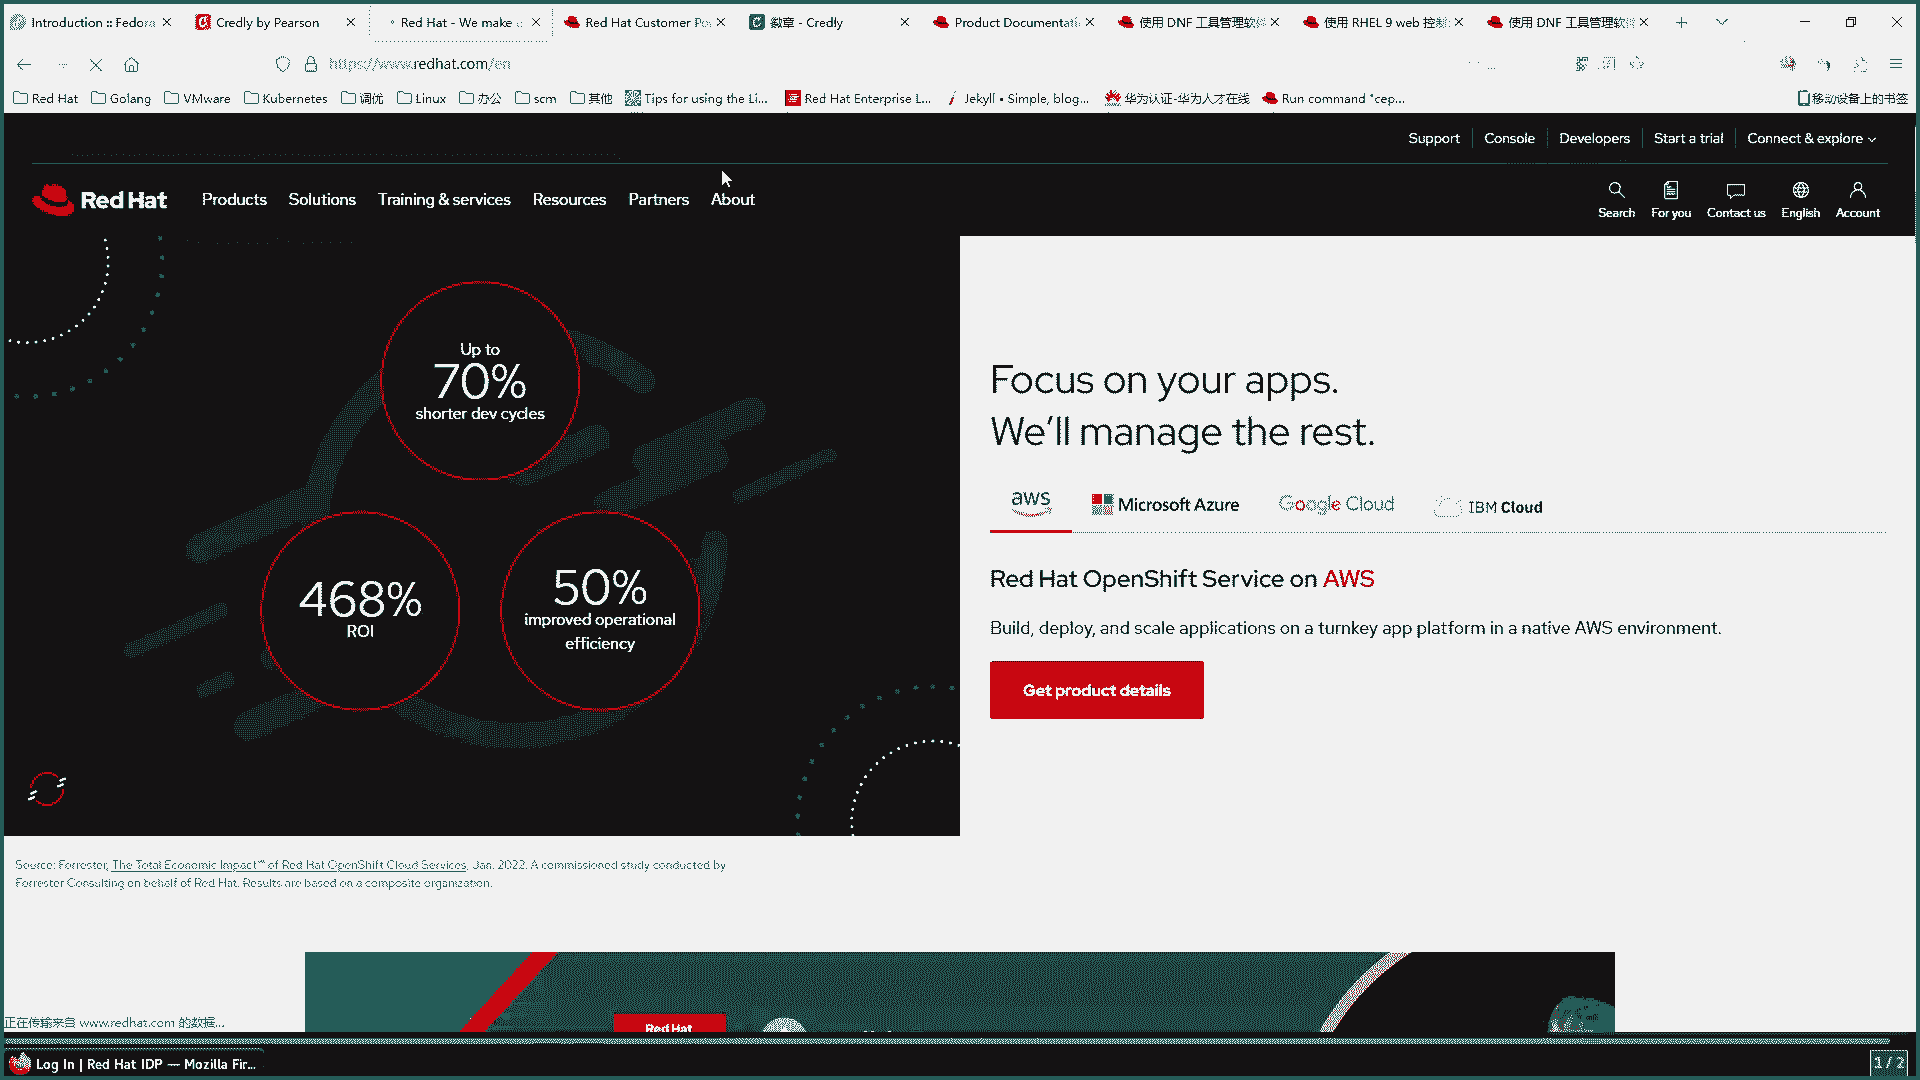 Introduction :: Fedora
Credly by Pearson
Red Hat - We make o
Red Hat Customer Po
徽章 - Credly
Product Documentati
使用 DNF 工具管理软件
使用 RHEL 9 web 控制
使用 DNF 工具管理软件
https://www.redhat.com/en
Red Hat
Golang
VMware
Kubernetes
调优
Linux
办公
scm
其他
Tips for using the Li...
Red Hat Enterprise L...
Jekyll • Simple, blog...
华为认证-华为人才在线
Run command "cep...
移动设备上的书签
Support
Console
Developers
Start a trial
Connect & explore
Red Hat
Products
Solutions
Training & services
Resources
Partners
About
Search
For you
Contact us
English
Account
Up to
70%
shorter dev cycles
468%
ROI
50%
improved operational
efficiency
Focus on your apps.
We'll manage the rest.
aws
Microsoft Azure
Google Cloud
IBM Cloud
Red Hat OpenShift Service on AWS
Build, deploy, and scale applications on a turnkey app platform in a native AWS environment.
Get product details
Source: Forrester, The Total Economic Impact™ of Red Hat OpenShift Cloud Services, Jan. 2022. A commissioned study conducted by
Forrester Consulting on behalf of Red Hat. Results are based on a composite organization.
Red Hat
正在传输来自 www.redhat.com 的数据...
Log In | Red Hat IDP — Mozilla Fir...
1 / 2